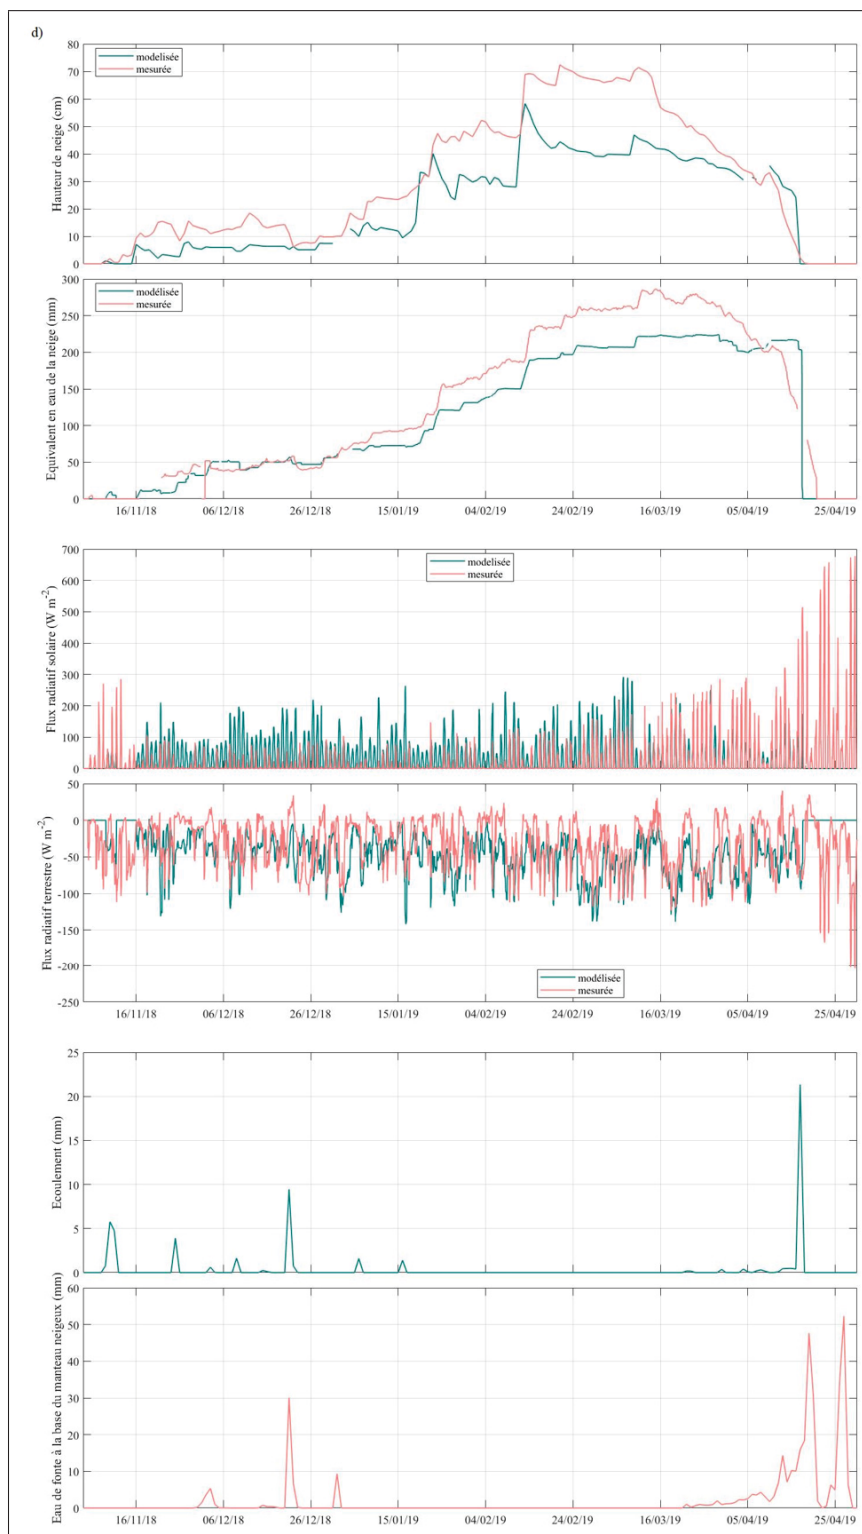 d)
modelisée
mesurée
Hauteur de neige (cm)
80
70
60
50
40
30
20
10
0
modélisée
mesurée
Equivalent en eau de la neige (mm)
300
250
200
150
100
50
0
16/11/18 06/12/18 26/12/18 15/01/19 04/02/19 24/02/19 16/03/19 05/04/19 25/04/19
modelisée
mesurée
Flux radiatif solaire (W m-2)
700
600
500
400
300
200
100
0
Flux radiatif terrestre (W m-2)
50
0
-50
-100
-150
-200
-250
modélisée
mesurée
16/11/18 06/12/18 26/12/18 15/01/19 04/02/19 24/02/19 16/03/19 05/04/19 25/04/19
Ecoulement (mm)
25
20
15
10
5
0
Eau de fonte à la base du manteau neigeux (mm)
60
50
40
30
20
10
0
16/11/18 06/12/18 26/12/18 15/01/19 04/02/19 24/02/19 16/03/19 05/04/19 25/04/19